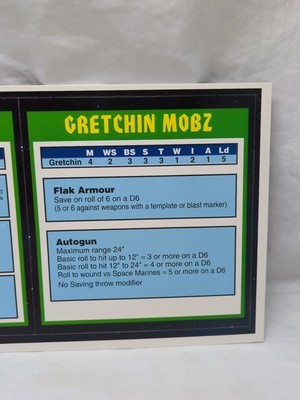 GRETCHIN MOBZ
M WS BS S T W I A Ld
Gretchin 4 2 3 3 3 1 2 1 5
Flak Armour
Save on roll of 6 on a D6
(5 or 6 against weapons with a template or blast marker)
Autogun
Maximum range 24"
Basic roll to hit up to 12" = 3 or more on a D6
Basic roll to hit 12" to 24" = 4 or more on a D6
Roll to wound vs Space Marines = 5 or more on a D6
No Saving throw modifier